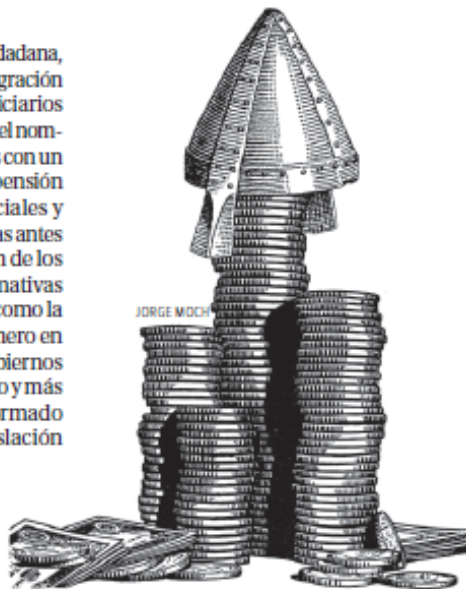 dadana,
gración
iciarios
el nom-
s con un
pensión
ciales y
as antes
n de los
nativas
como la
nero en
biernos
o y más
ormado
slación
JORGE MOCH